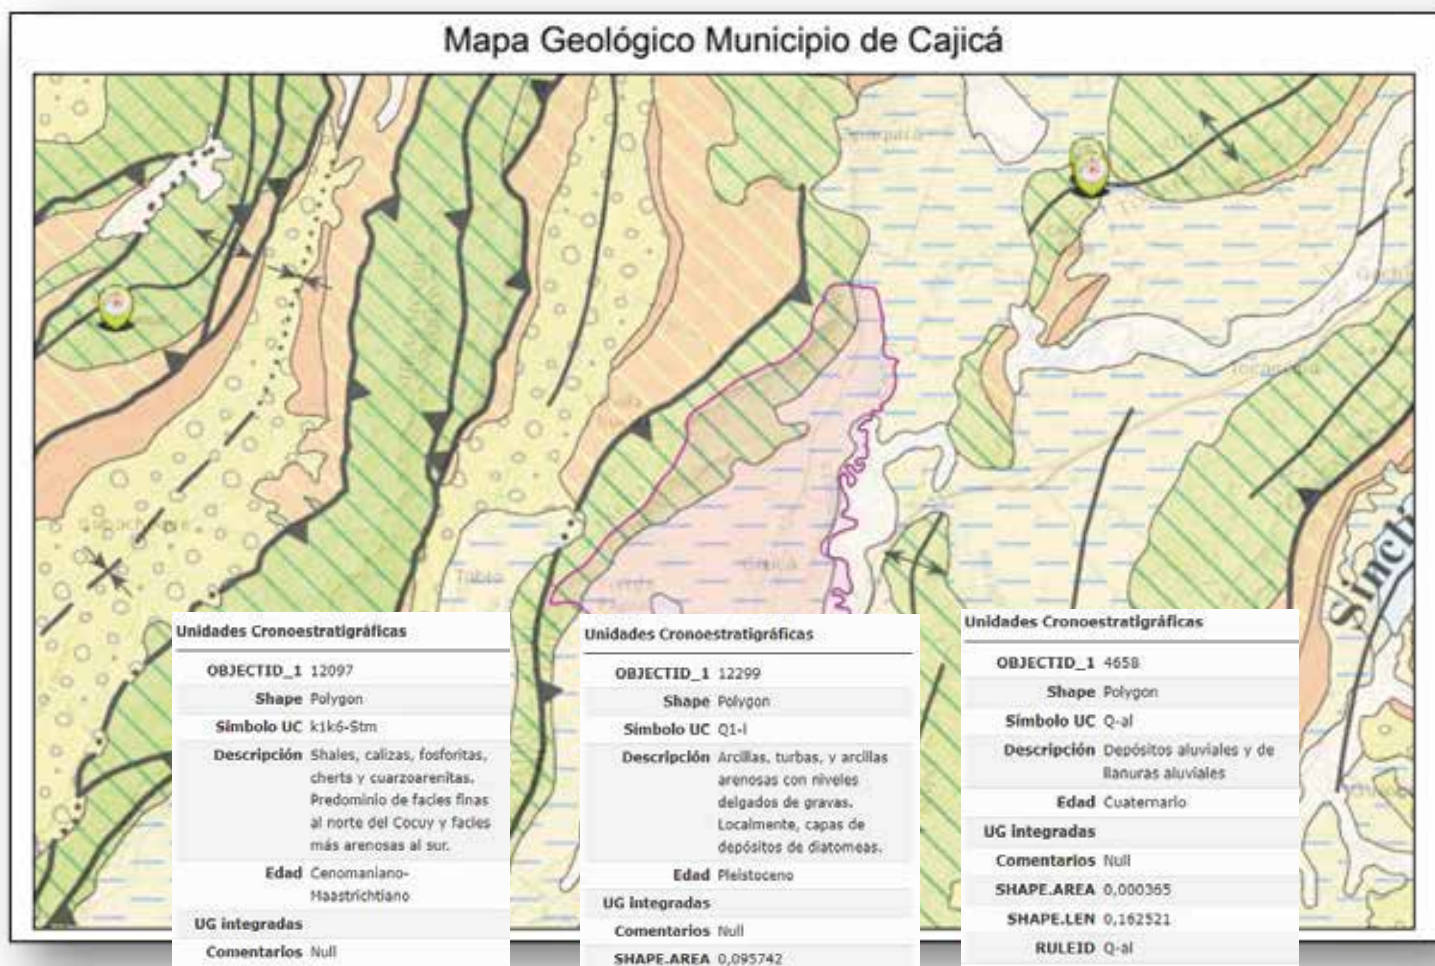 Mapa Geológico Municipio de Cajicá
Tabio
Cajicá
Unidades Cronoestratigráficas
OBJECTID_1 12097
Shape Polygon
Símbolo UC k1k6-Stm
Descripción Shales, calizas, fosforitas,
cherts y cuarzoarenitas.
Predominio de facies finas
al norte del Cocuy y facies
más arenosas al sur.
Edad Cenomaniano-
Maastrichtiano
UG integradas
Comentarios Null
Unidades Cronoestratigráficas
OBJECTID_1 12299
Shape Polygon
Símbolo UC Q1-l
Descripción Arcillas, turbas, y arcillas
arenosas con niveles
delgados de gravas.
Localmente, capas de
depósitos de diatomeas.
Edad Pleistoceno
UG integradas
Comentarios Null
SHAPE.AREA 0,095742
Unidades Cronoestratigráficas
OBJECTID_1 4658
Shape Polygon
Símbolo UC Q-al
Descripción Depósitos aluviales y de
llanuras aluviales
Edad Cuaternario
UG integradas
Comentarios Null
SHAPE.AREA 0,000365
SHAPE.LEN 0,162521
RULEID Q-al